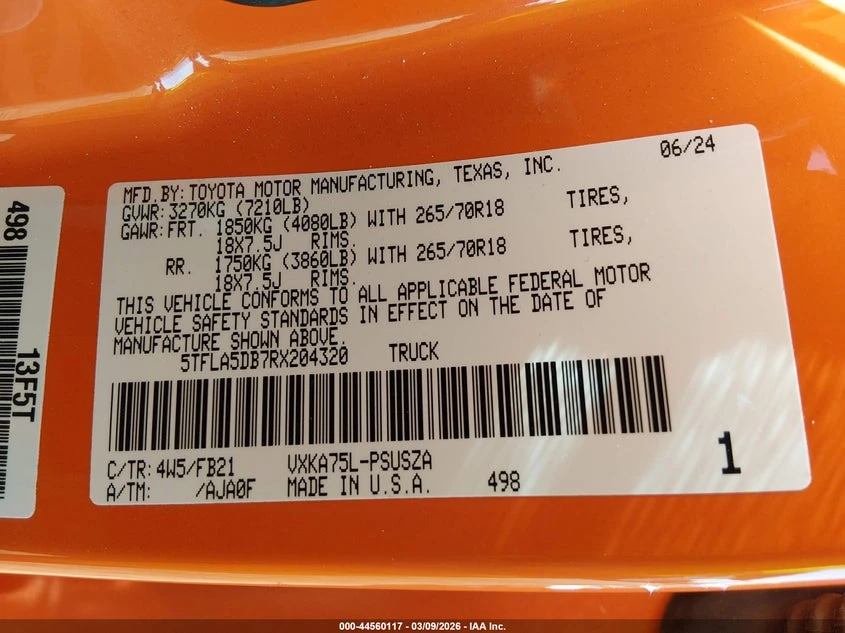 06/24
MFD.BY: TOYOTA MOTOR MANUFACTURING, TEXAS, INC.
GVWR: 3270KG (7210LB)
GAWR: FRT. 1850KG (4080LB) WITH 265/70R18 TIRES,
18X7.5J RIMS.
RR. 1750KG (3860LB) WITH 265/70R18 TIRES,
18X7.5J RIMS.
THIS VEHICLE CONFORMS TO ALL APPLICABLE FEDERAL MOTOR
VEHICLE SAFETY STANDARDS IN EFFECT ON THE DATE OF
MANUFACTURE SHOWN ABOVE.
5TFLA5DB7RX204320 TRUCK
C/TR: 4W5/FB21 VXKA75L-PSUSZA
A/TM: /AJA0F MADE IN U.S.A. 498
1
498
13F5T
000-44560117 - 03/09/2026 - IAA Inc.